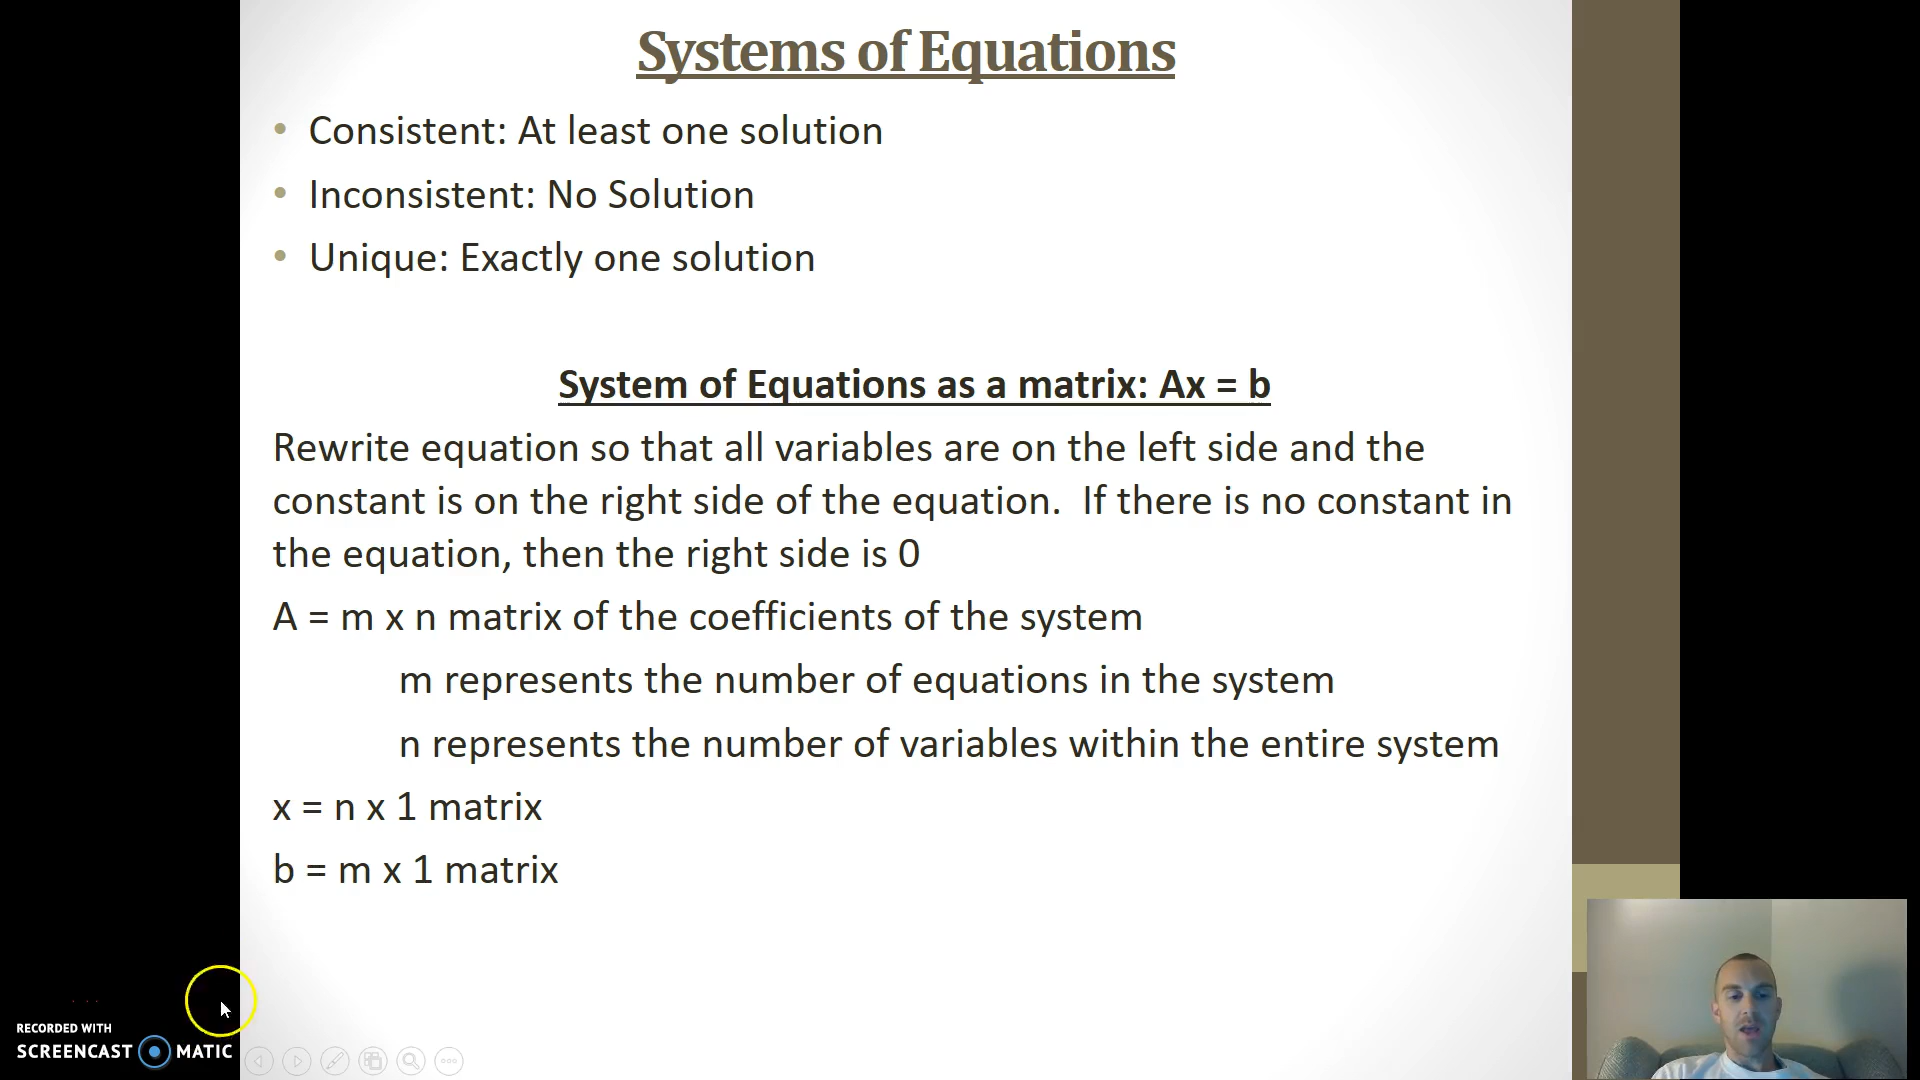 Systems of Equations
• Consistent: At least one solution
• Inconsistent: No Solution
• Unique: Exactly one solution
System of Equations as a matrix: Ax = b
Rewrite equation so that all variables are on the left side and the
constant is on the right side of the equation.  If there is no constant in
the equation, then the right side is 0
A = m x n matrix of the coefficients of the system
m represents the number of equations in the system
n represents the number of variables within the entire system
x = n x 1 matrix
b = m x 1 matrix
RECORDED WITH
SCREENCAST MATIC